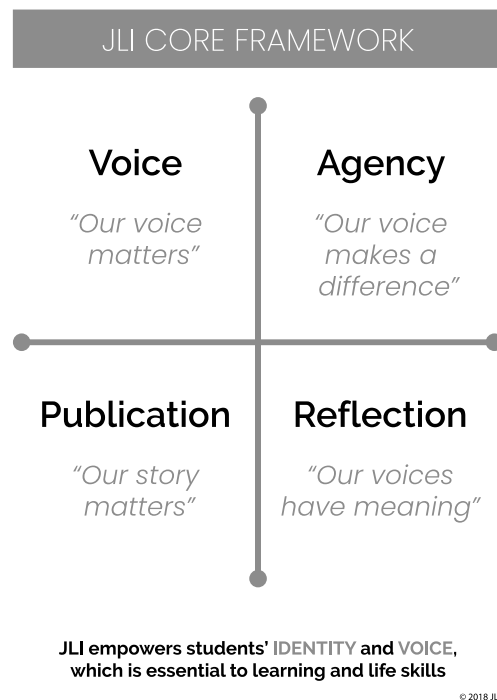 JLI CORE FRAMEWORK
Voice
“Our voice
matters”
Agency
“Our voice
makes a
difference”
Publication
“Our story
matters”
Reflection
“Our voices
have meaning”
JLI empowers students’ IDENTITY and VOICE,
which is essential to learning and life skills
© 2018 JL